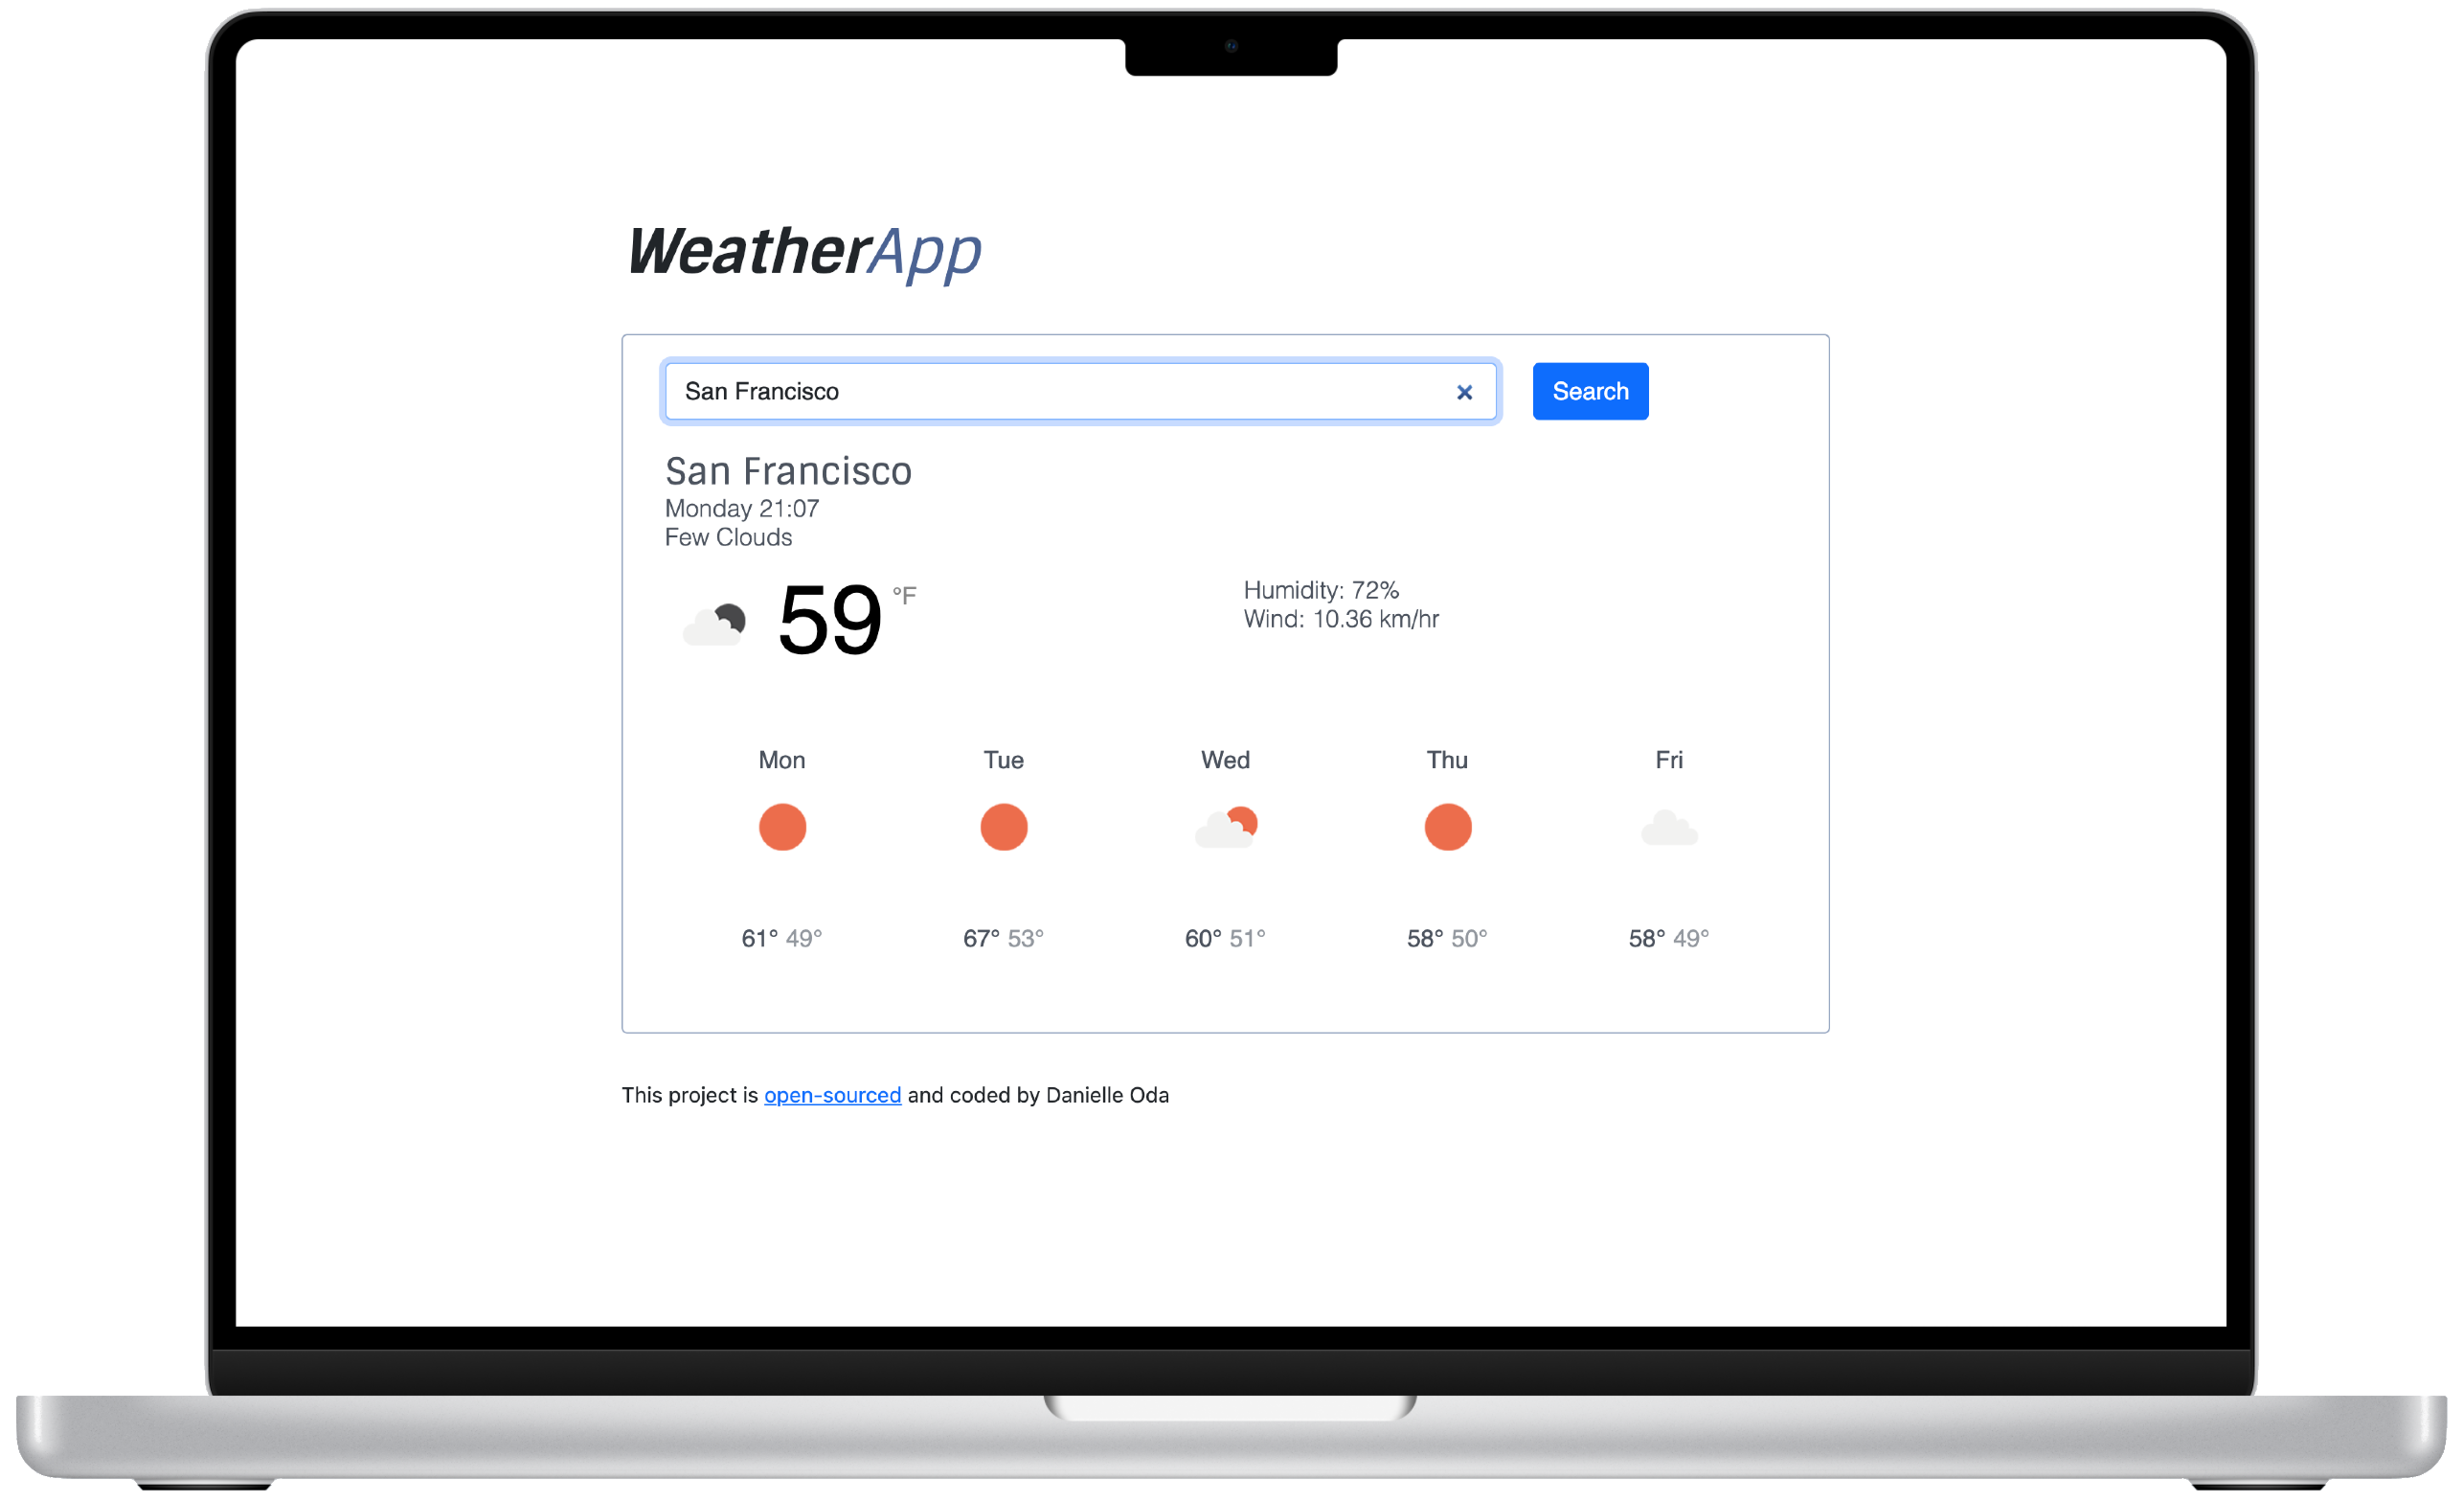 WeatherApp
San Francisco
Search
San Francisco
Monday 21:07
Few Clouds
59 °F
Humidity: 72%
Wind: 10.36 km/hr
Mon Tue Wed Thu Fri
61° 49° 67° 53° 60° 51° 58° 50° 58° 49°
This project is open-sourced and coded by Danielle Oda